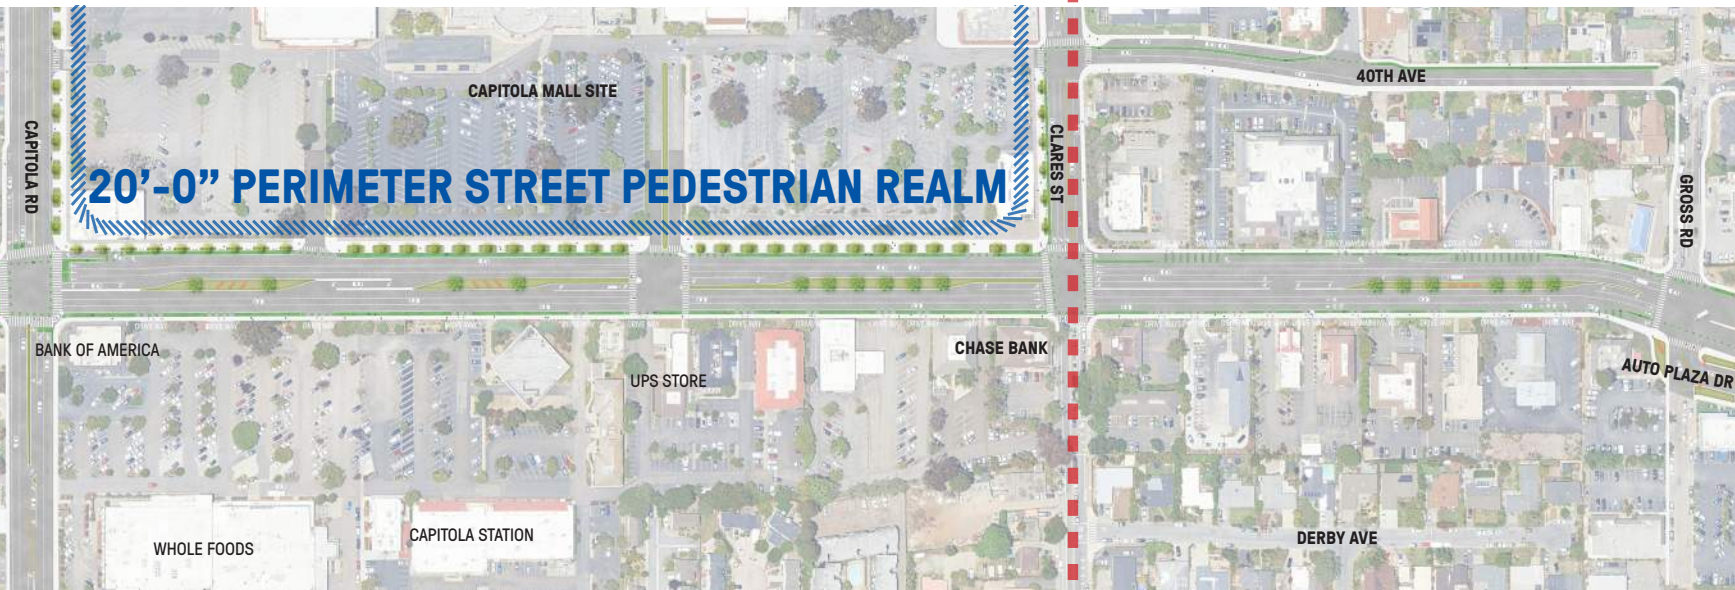 40TH AVE
CAPITOLA MALL SITE
CAPITOLA RD
CLARES ST
20'-0” PERIMETER STREET PEDESTRIAN REALM
GROSS RD
BANK OF AMERICA
CHASE BANK
UPS STORE
AUTO PLAZA DR
CAPITOLA STATION
WHOLE FOODS
DERBY AVE